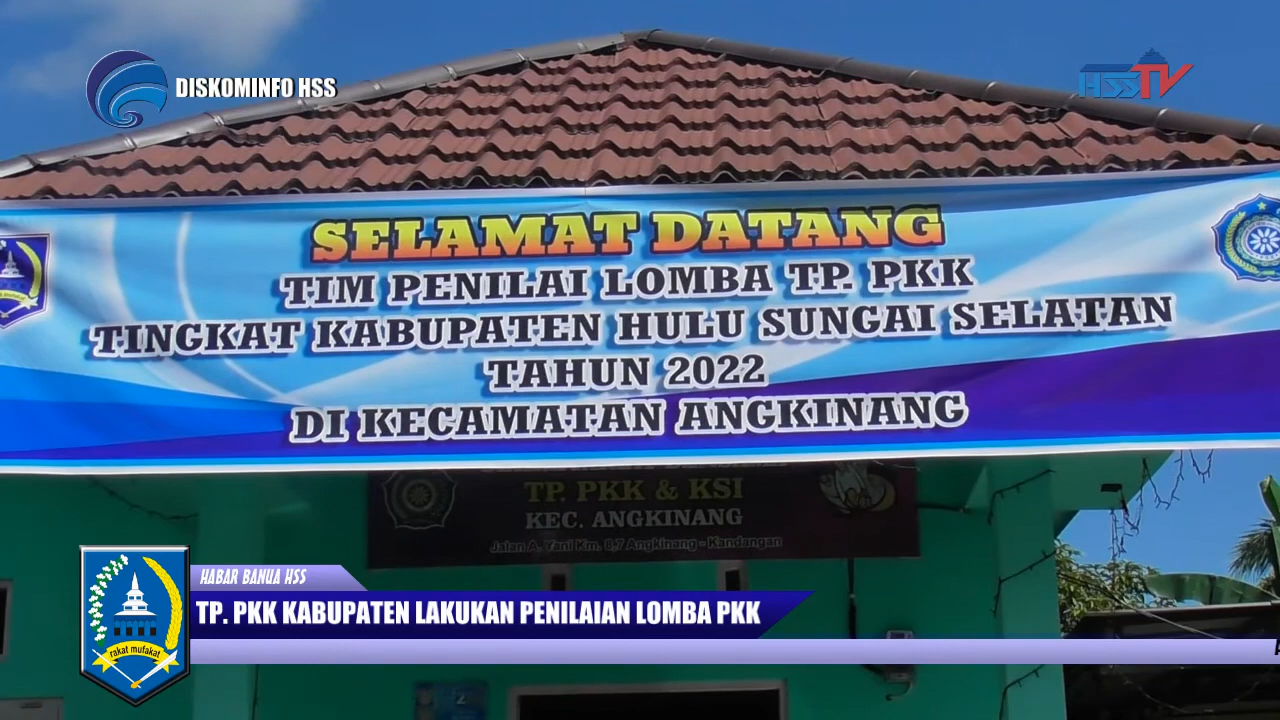 DISKOMINFO HSS
HSSTV
SELAMAT DATANG
TIM PENILAI LOMBA TP. PKK
TINGKAT KABUPATEN HULU SUNGAI SELATAN
TAHUN 2022
DI KECAMATAN ANGKINANG
TP. PKK & KSI
KEC. ANGKINANG
Jalan A. Yani Km. 8,7 Angkinang - Kandangan
HABAR BANUA HSS
TP. PKK KABUPATEN LAKUKAN PENILAIAN LOMBA PKK
rakat mufakat